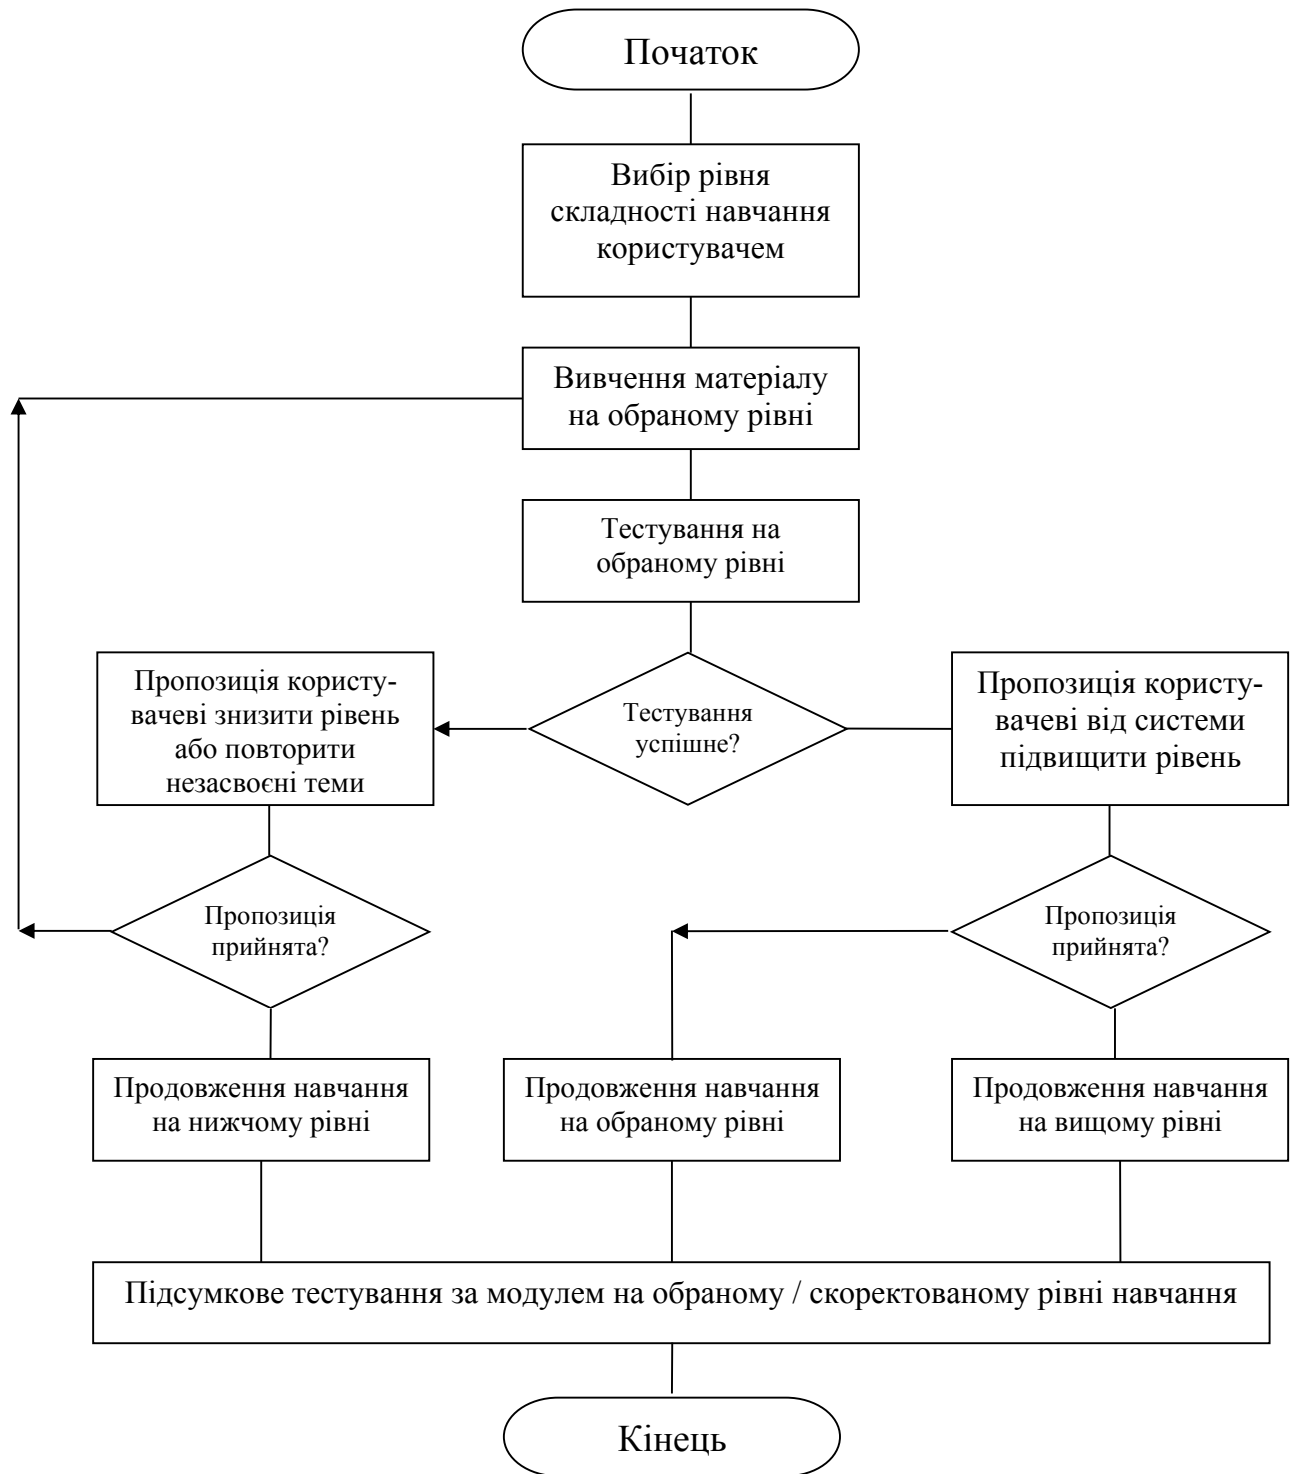 Початок
Вибір рівня
складності навчання
користувачем
Вивчення матеріалу
на обраному рівні
Тестування на
обраному рівні
Пропозиція користу-
вачеві знизити рівень
або повторити
незасвоєні теми
Тестування
успішне?
Пропозиція користу-
вачеві від системи
підвищити рівень
Пропозиція
прийнята?
Пропозиція
прийнята?
Продовження навчання
на нижчому рівні
Продовження навчання
на обраному рівні
Продовження навчання
на вищому рівні
Підсумкове тестування за модулем на обраному / скоректованому рівні навчання
Кінець